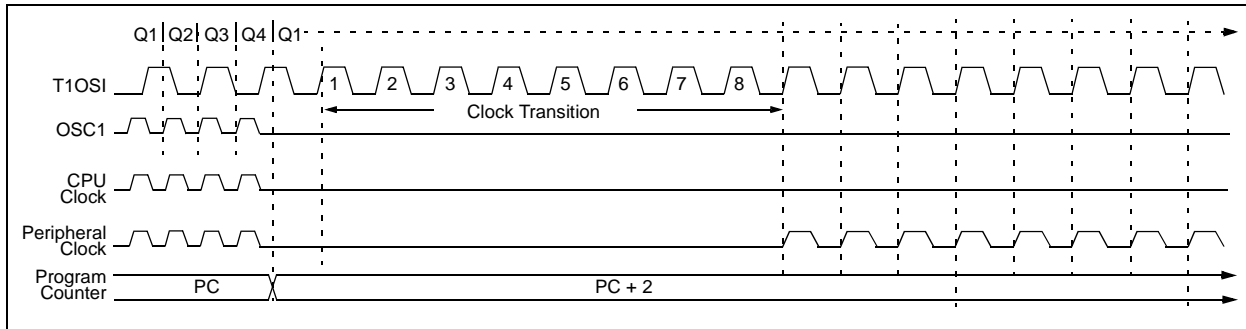 Q1 Q2 Q3 Q4 Q1
T1OSI
1 2 3 4 5 6 7 8
Clock Transition
OSC1
CPU
Clock
Peripheral
Clock
Program
Counter
PC
PC + 2